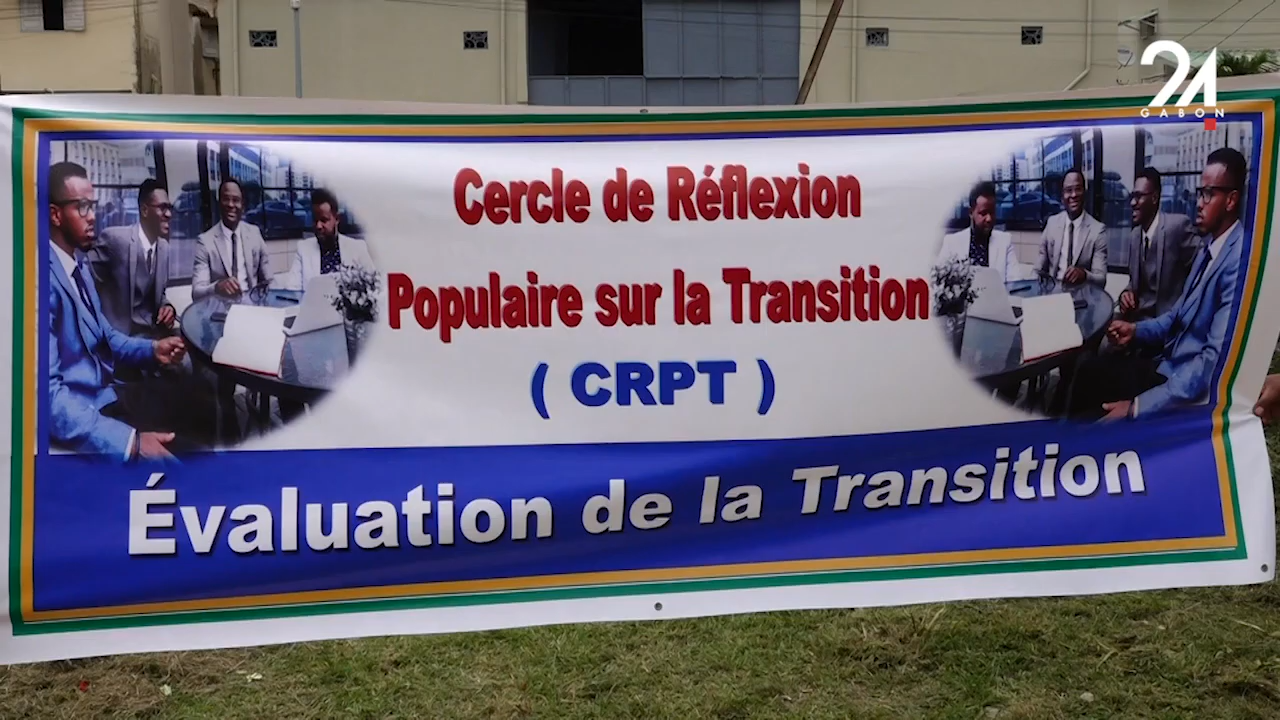 24
GABON
Cercle de Réflexion
Populaire sur la Transition
( CRPT )
Évaluation de la Transition